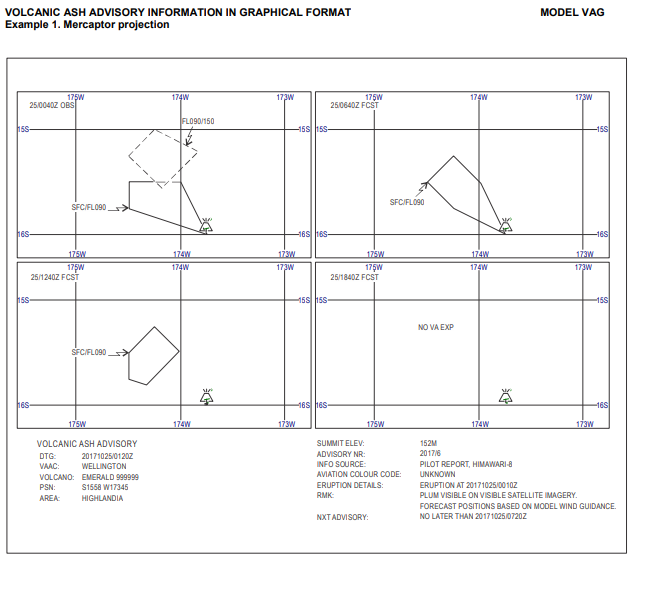 VOLCANIC ASH ADVISORY INFORMATION IN GRAPHICAL FORMAT MODEL VAG
Example 1. Mercaptor projection
175W 174W 173W
25/0040Z OBS
FL090/150
15S 15S
SFC/FL090
16S 16S
175W 174W 173W
175W 174W 173W
25/0640Z FCST
15S 15S
SFC/FL090
16S 16S
175W 174W 173W
175W 174W 173W
25/1240Z FCST
15S 15S
SFC/FL090
16S 16S
175W 174W 173W
175W 174W 173W
25/1840Z FCST
15S 15S
NO VA EXP
16S 16S
175W 174W 173W
VOLCANIC ASH ADVISORY
DTG: 20171025/0120Z
VAAC: WELLINGTON
VOLCANO: EMERALD 999999
PSN: S1558 W17345
AREA: HIGHLANDIA
SUMMIT ELEV: 152M
ADVISORY NR: 2017/6
INFO SOURCE: PILOT REPORT, HIMAWARI-8
AVIATION COLOUR CODE: UNKNOWN
ERUPTION DETAILS: ERUPTION AT 20171025/0010Z
RMK: PLUM VISIBLE ON VISIBLE SATELLITE IMAGERY.
FORECAST POSITIONS BASED ON MODEL WIND GUIDANCE.
NXT ADVISORY: NO LATER THAN 20171025/0720Z